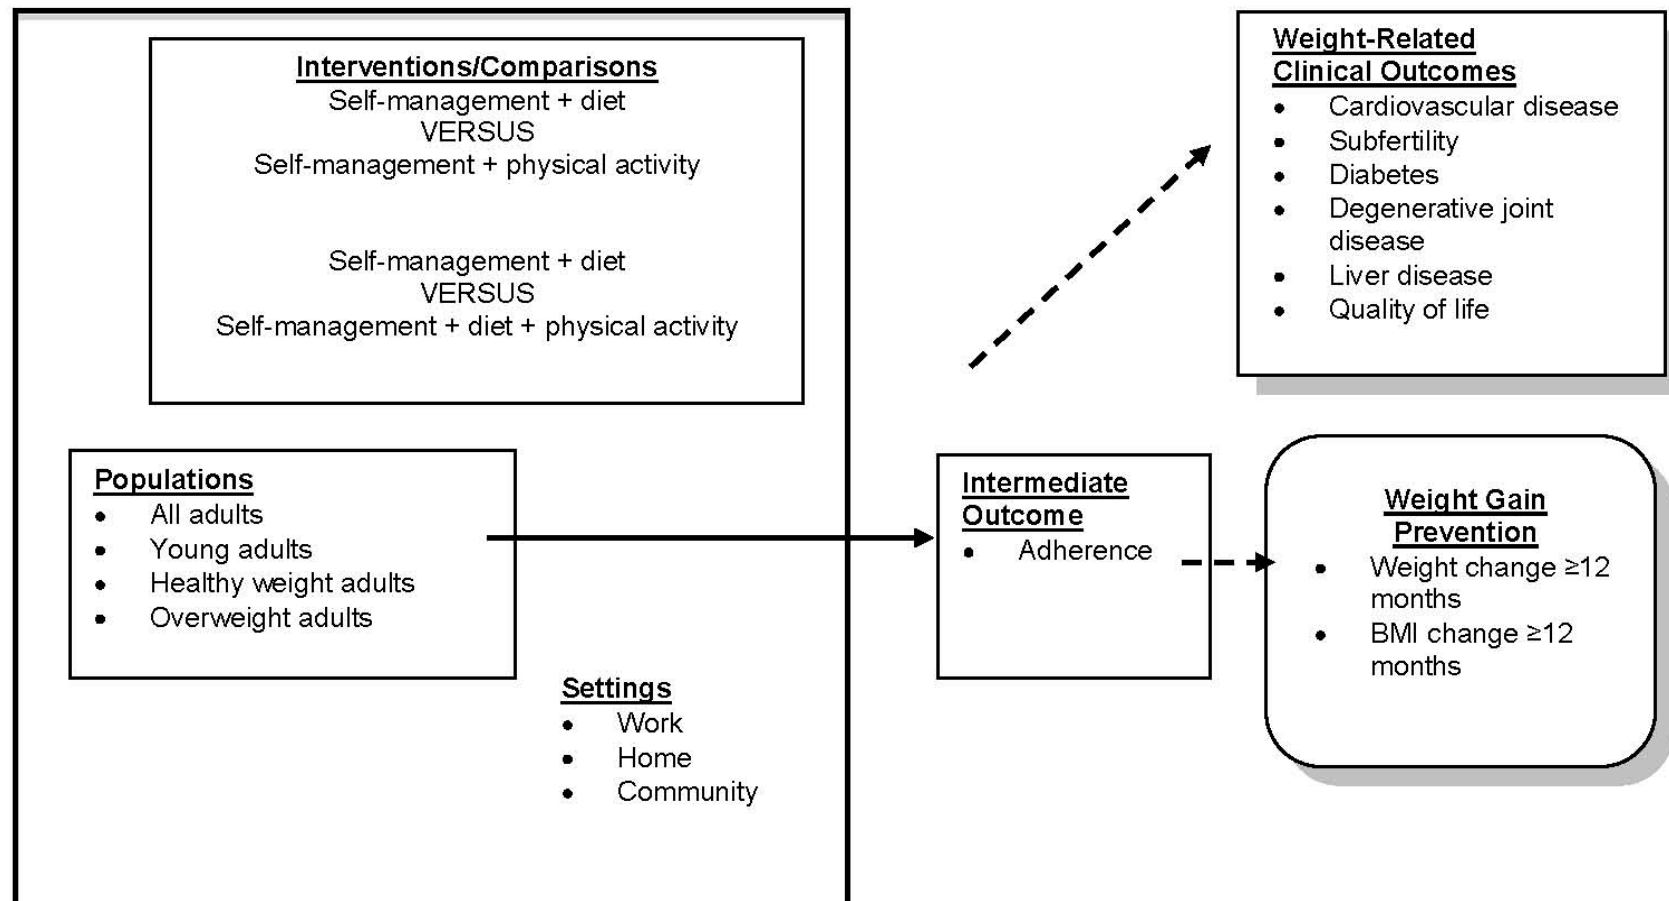 Interventions/Comparisons
Self-management + diet
VERSUS
Self-management + physical activity
Self-management + diet
VERSUS
Self-management + diet + physical activity
Populations
• All adults
• Young adults
• Healthy weight adults
• Overweight adults
Settings
• Work
• Home
• Community
Intermediate
Outcome
• Adherence
Weight-Related
Clinical Outcomes
• Cardiovascular disease
• Subfertility
• Diabetes
• Degenerative joint
disease
• Liver disease
• Quality of life
Weight Gain
Prevention
• Weight change ≥12
months
• BMI change ≥12
months